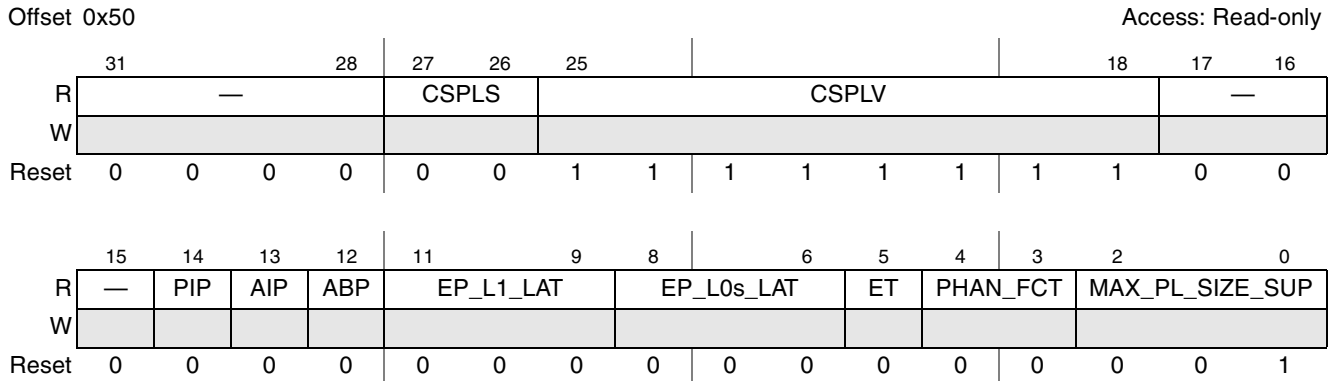 Offset 0x50 Access: Read-only
31 28 27 26 25 18 17 16
R — CSPLS CSPLV —
W
Reset 0 0 0 0 0 0 1 1 1 1 1 1 1 1 0 0
15 14 13 12 11 9 8 6 5 4 3 2 0
R — PIP AIP ABP EP_L1_LAT EP_L0s_LAT ET PHAN_FCT MAX_PL_SIZE_SUP
W
Reset 0 0 0 0 0 0 0 0 0 0 0 0 0 0 0 1